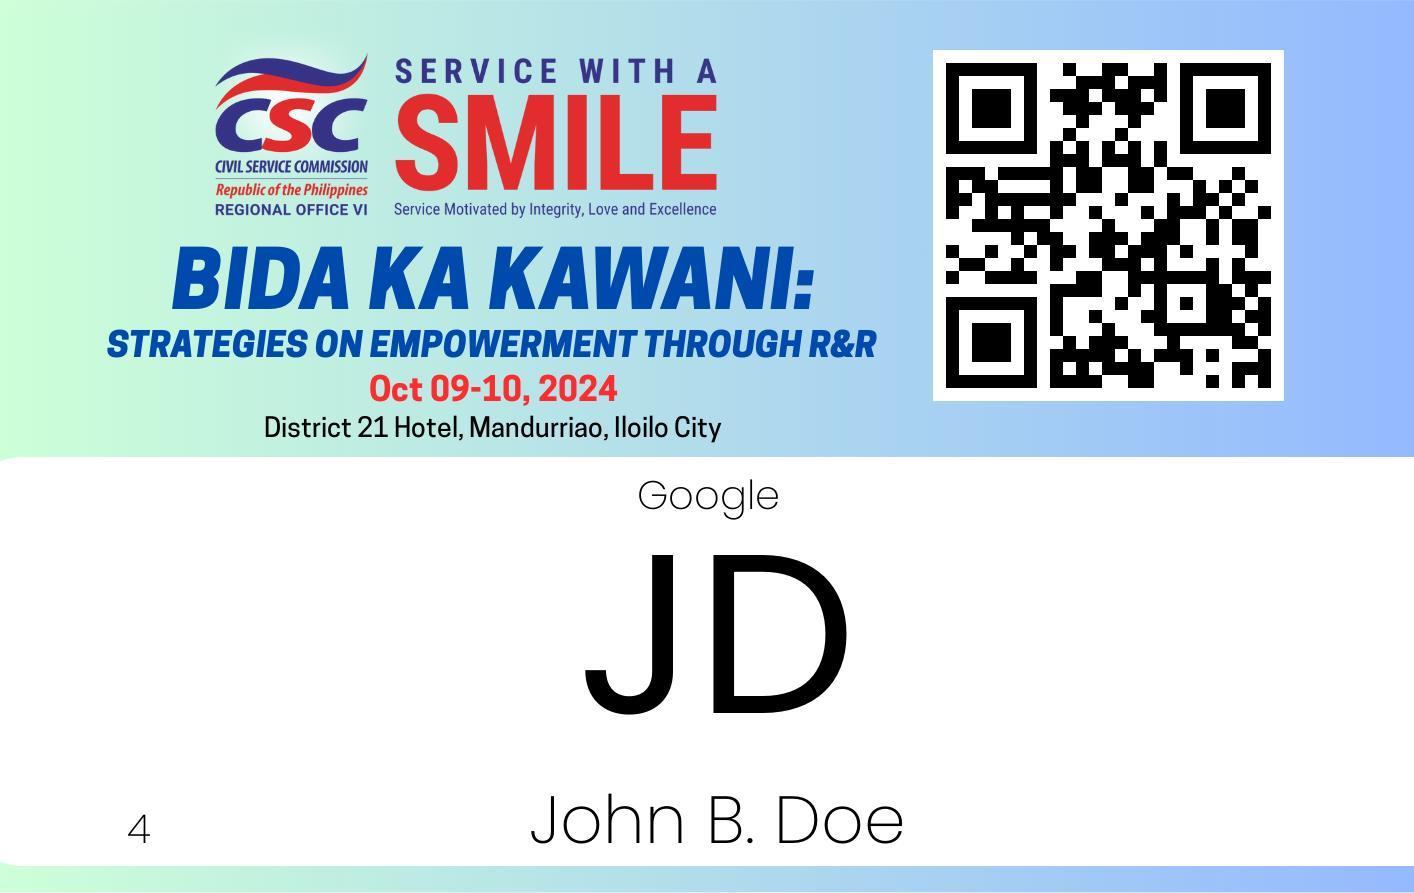 CSC
CIVIL SERVICE COMMISSION
Republic of the Philippines
REGIONAL OFFICE VI
SERVICE WITH A
SMILE
Service Motivated by Integrity, Love and Excellence
BIDA KA KAWANI:
STRATEGIES ON EMPOWERMENT THROUGH R&R
Oct 09-10, 2024
District 21 Hotel, Mandurriao, Iloilo City
Google
JD
John B. Doe
4